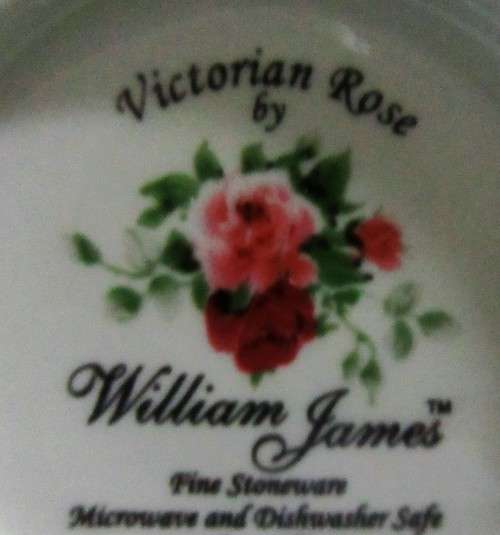 Victorian Rose
by
William James™
Fine Stoneware
Microwave and Dishwasher Safe